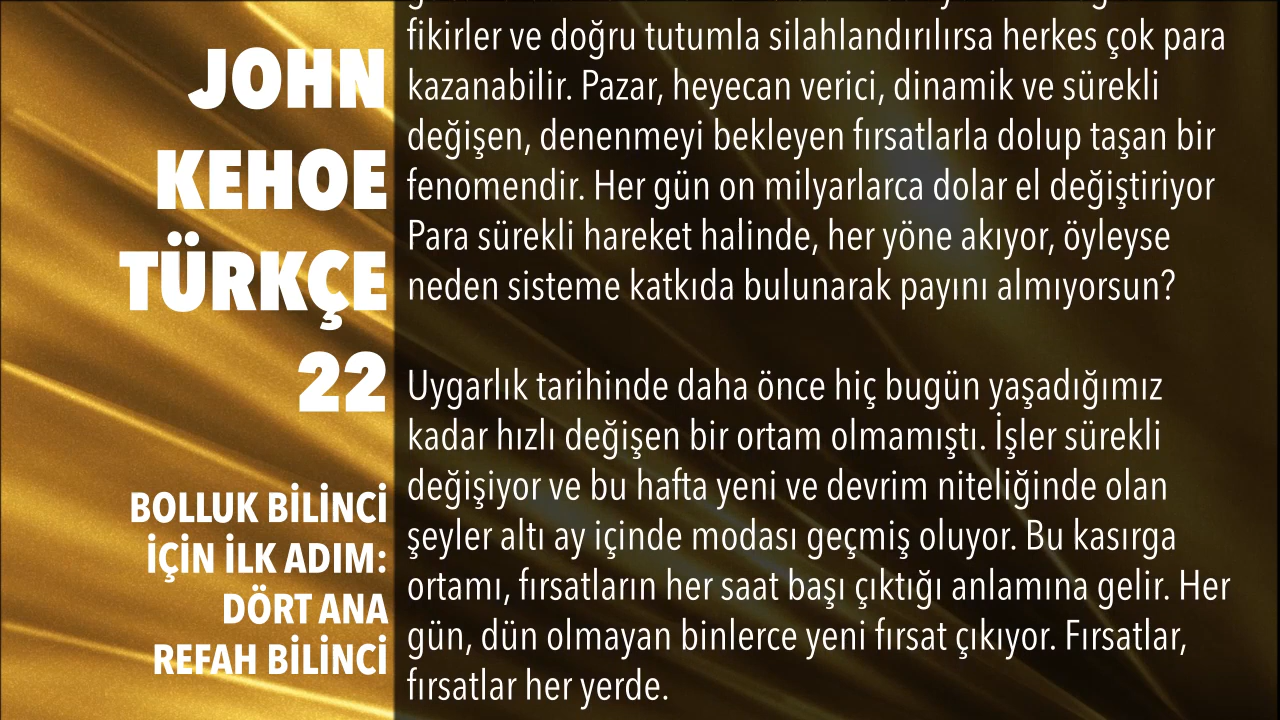 JOHN
KEHOE
TÜRKÇE
22
BOLLUK BİLİNCİ
İÇİN İLK ADIM:
DÖRT ANA
REFAH BİLİNCİ
fikirler ve doğru tutumla silahlandırılırsa herkes çok para
kazanabilir. Pazar, heyecan verici, dinamik ve sürekli
değişen, denenmeyi bekleyen fırsatlarla dolup taşan bir
fenomendir. Her gün on milyarlarca dolar el değiştiriyor
Para sürekli hareket halinde, her yöne akıyor, öyleyse
neden sisteme katkıda bulunarak payını almıyorsun?
Uygarlık tarihinde daha önce hiç bugün yaşadığımız
kadar hızlı değişen bir ortam olmamıştı. İşler sürekli
değişiyor ve bu hafta yeni ve devrim niteliğinde olan
şeyler altı ay içinde modası geçmiş oluyor. Bu kasırga
ortamı, fırsatların her saat başı çıktığı anlamına gelir. Her
gün, dün olmayan binlerce yeni fırsat çıkıyor. Fırsatlar,
fırsatlar her yerde.